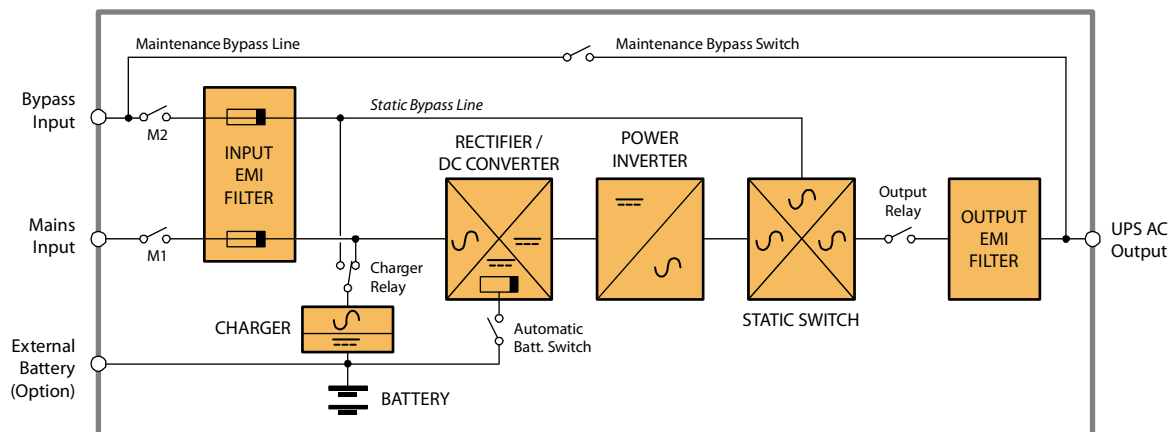 Maintenance Bypass Line
Maintenance Bypass Switch
Bypass
Input
M2
Static Bypass Line
INPUT
EMI
FILTER
RECTIFIER /
DC CONVERTER
POWER
INVERTER
Mains
Input
M1
Charger
Relay
Output
Relay
OUTPUT
EMI
FILTER
UPS AC
Output
CHARGER
STATIC SWITCH
Automatic
Batt. Switch
External
Battery
(Option)
BATTERY